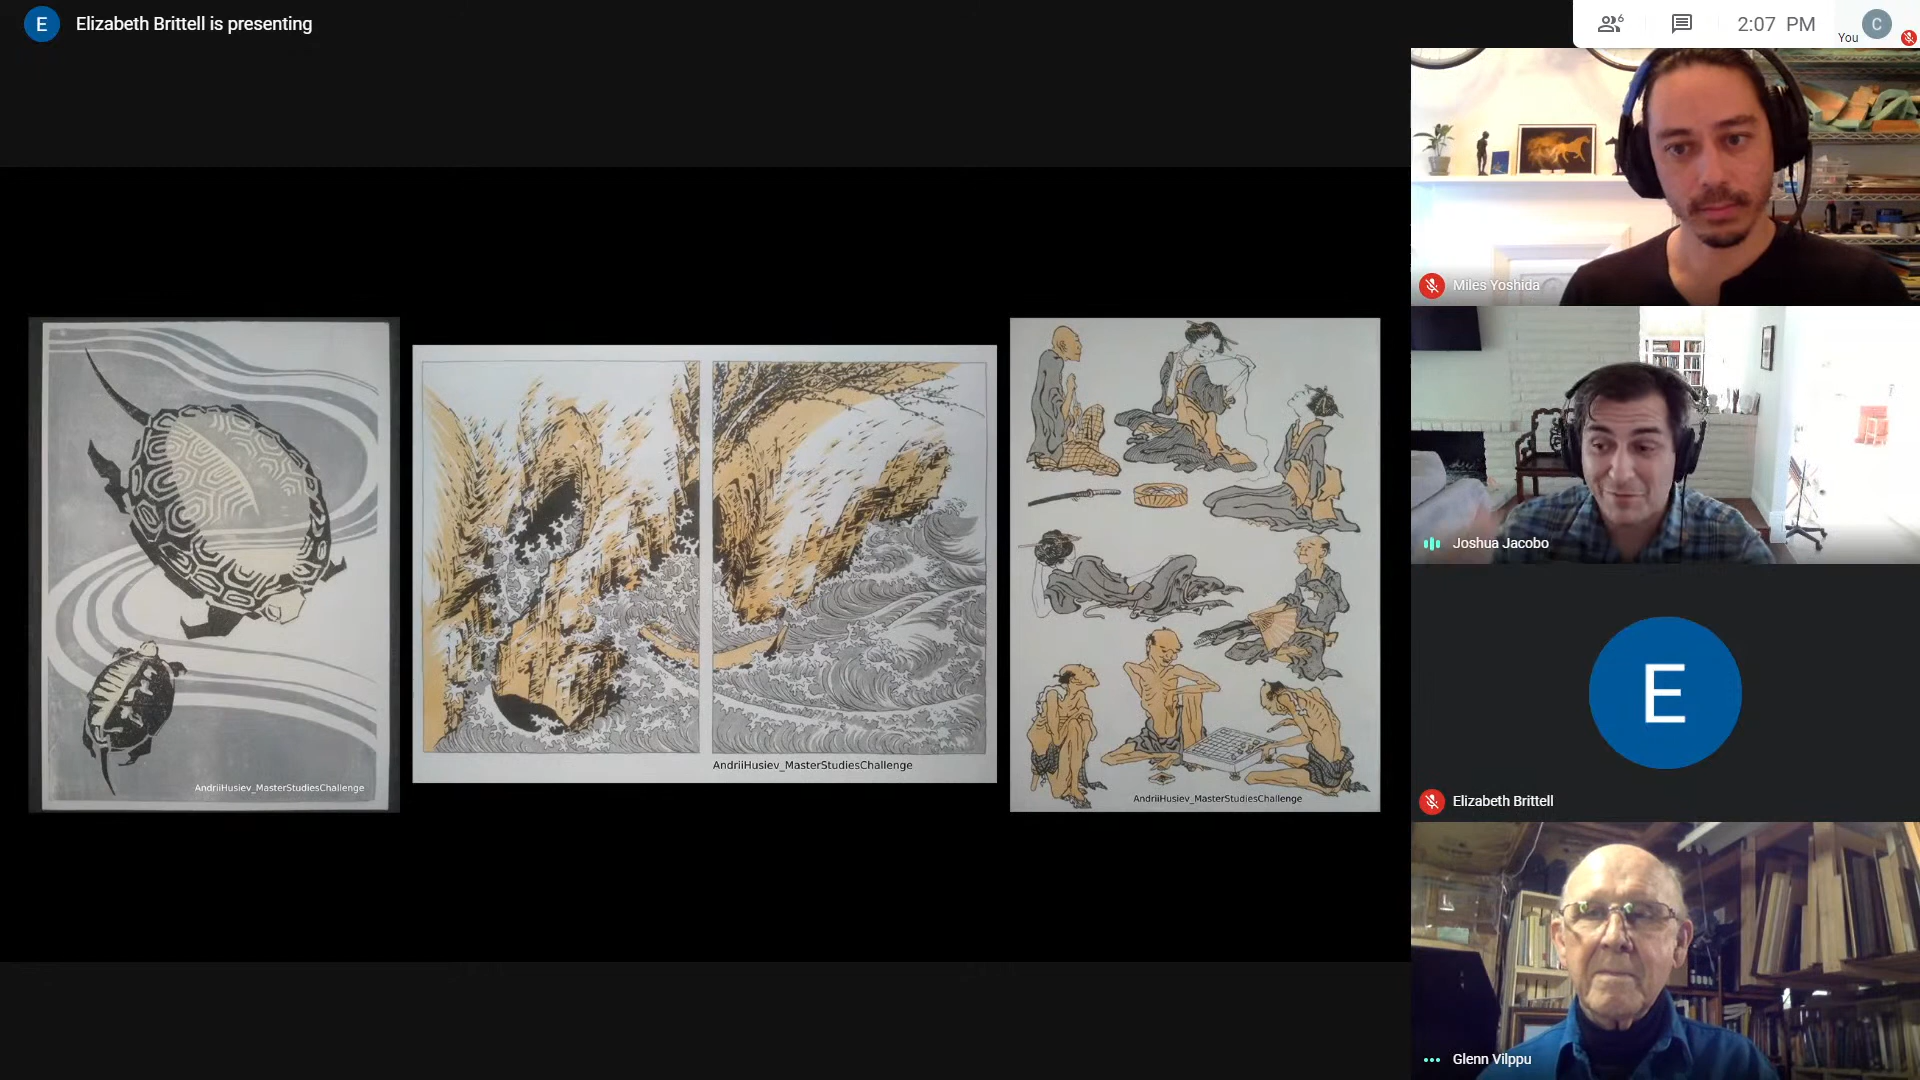 E
Elizabeth Brittell is presenting
6
2:07 PM
You
C
Miles Yoshida
Joshua Jacobo
E
Elizabeth Brittell
Glenn Vilppu
AndriiHusiev_MasterStudiesChallenge
AndriiHusiev_MasterStudiesChallenge
AndriiHusiev_MasterStudiesChallenge